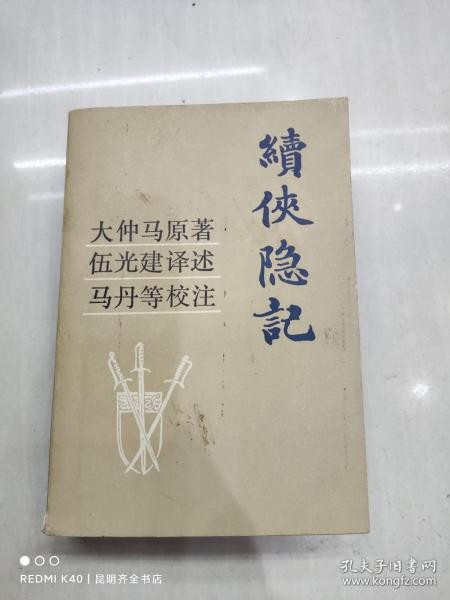 續俠隐記
大仲马原著
伍光建译述
马丹等校注
REDMI K40 | 昆明齐全书店
孔夫子旧书网
www.kongfz.com